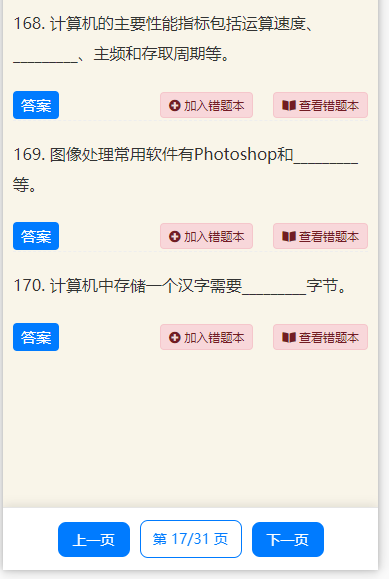 168. 计算机的主要性能指标包括运算速度、
_________、主频和存取周期等。
答案 加入错题本 查看错题本
169. 图像处理常用软件有Photoshop和_________
等。
答案 加入错题本 查看错题本
170. 计算机中存储一个汉字需要_________字节。
答案 加入错题本 查看错题本
上一页 第 17/31 页 下一页